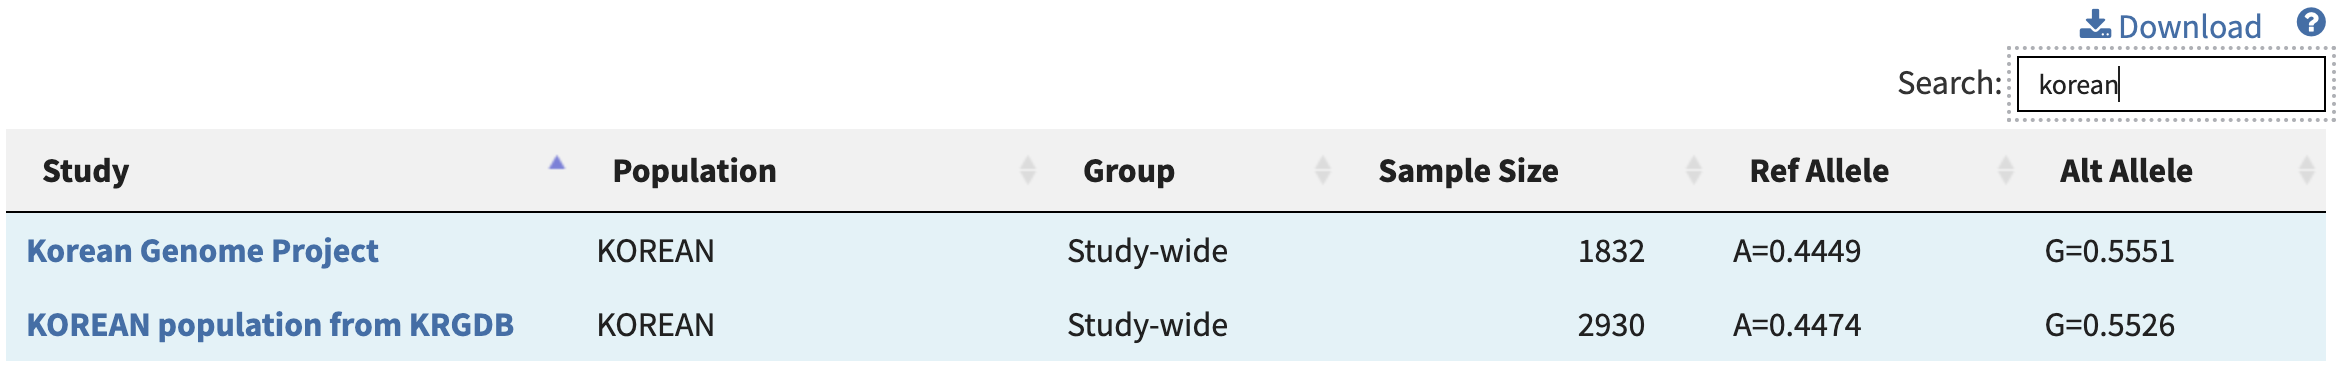 Download ?
Search: korean
Study Population Group Sample Size Ref Allele Alt Allele
Korean Genome Project KOREAN Study-wide 1832 A=0.4449 G=0.5551
KOREAN population from KRGDB KOREAN Study-wide 2930 A=0.4474 G=0.5526